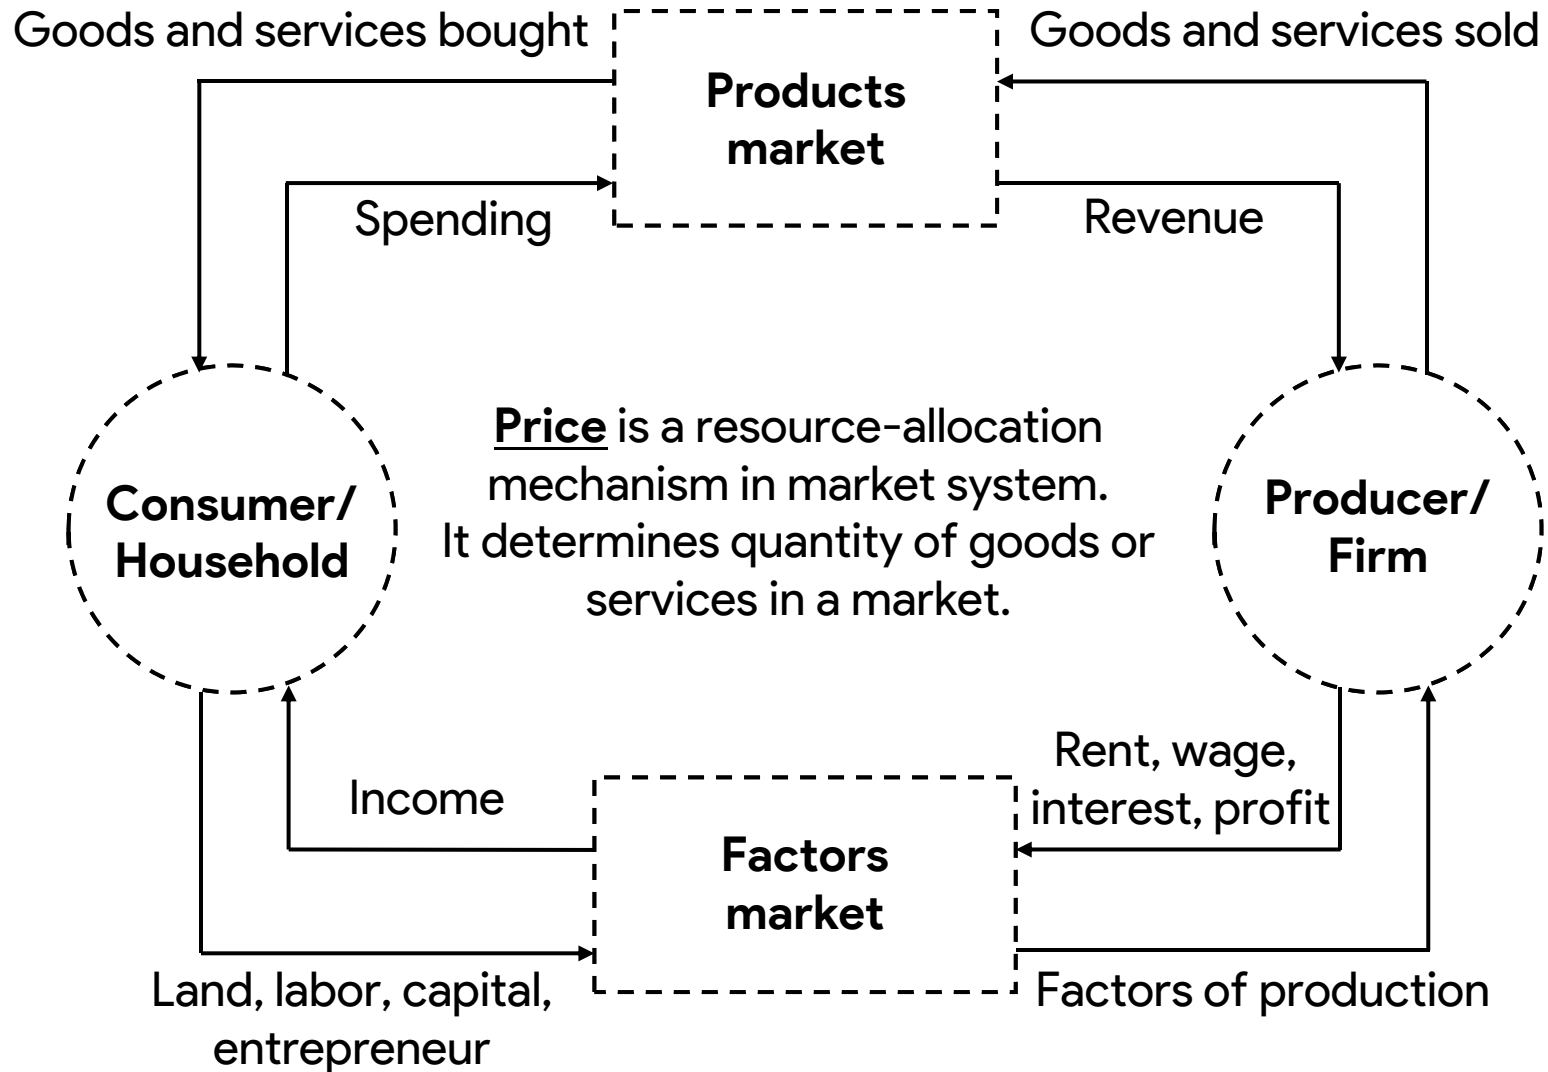 Goods and services bought
Goods and services sold
Products
market
Spending
Revenue
Price is a resource-allocation
mechanism in market system.
It determines quantity of goods or
services in a market.
Consumer/
Household
Producer/
Firm
Income
Rent, wage,
interest, profit
Factors
market
Land, labor, capital,
entrepreneur
Factors of production